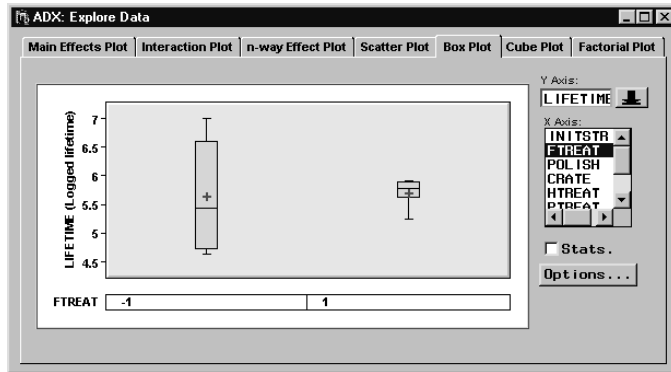 ADX: Explore Data
Main Effects Plot Interaction Plot n-way Effect Plot Scatter Plot Box Plot Cube Plot Factorial Plot
Y Axis:
LIFETIME
X Axis:
INITSTR
FTREAT
POLISH
CRATE
HTREAT
PTREAT
Stats.
Options...
LIFETIME (Logged lifetime)
7
6.5
6
5.5
5
4.5
FTREAT -1 1